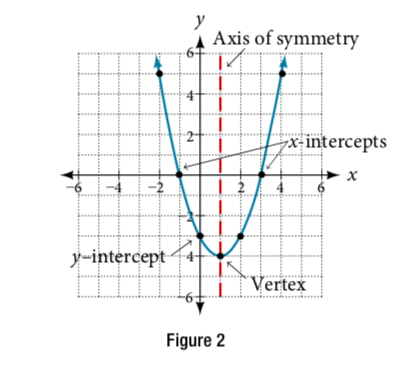 y
Axis of symmetry
6
4
2
x-intercepts
-6 -4 -2 2 4 6 x
-2
y-intercept
4
Vertex
-6
Figure 2